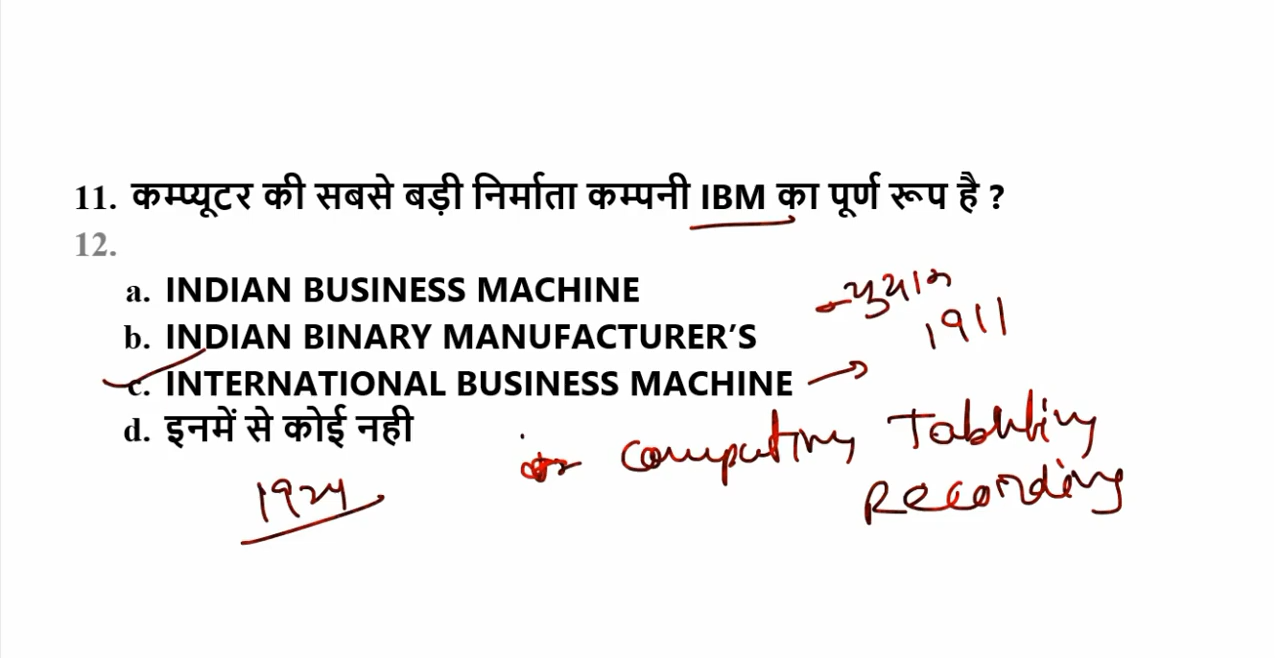 11. कम्प्यूटर की सबसे बड़ी निर्माता कम्पनी IBM का पूर्ण रूप है ?
12.
a. INDIAN BUSINESS MACHINE
b. INDIAN BINARY MANUFACTURER’S
c. INTERNATIONAL BUSINESS MACHINE
d. इनमें से कोई नही
1911
Computing
Recording
1924